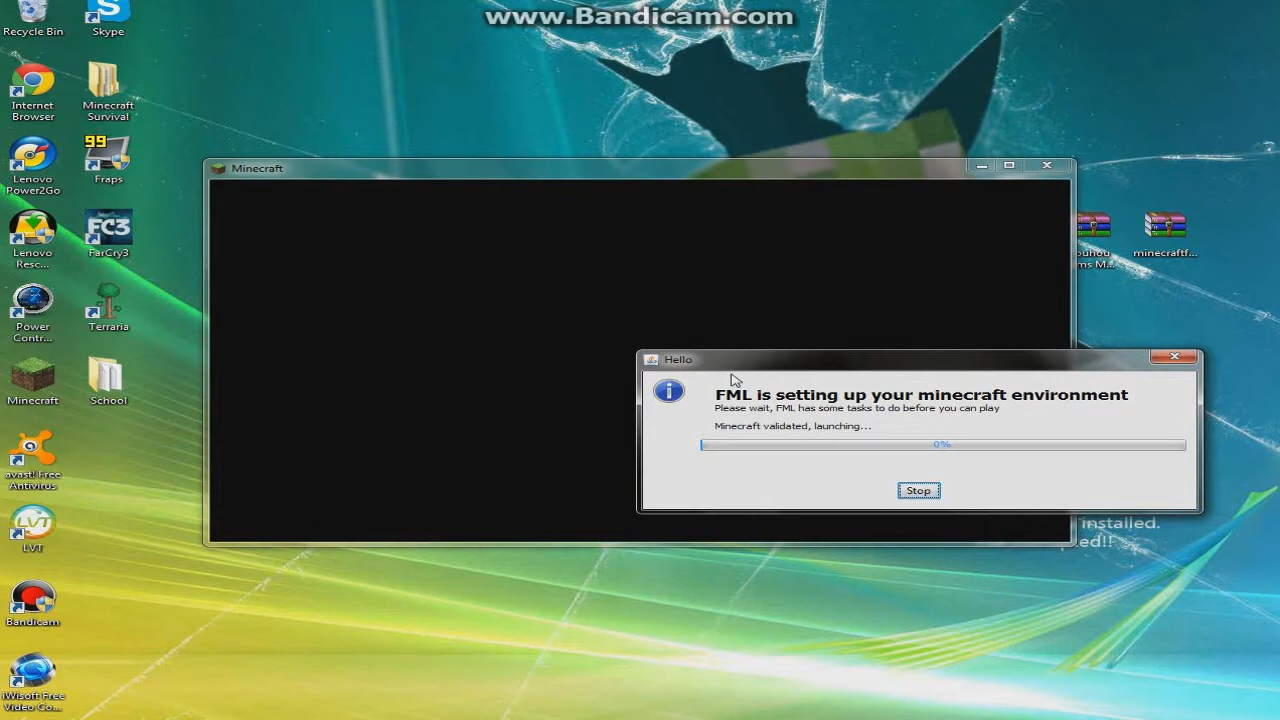 www.Bandicam.com
Recycle Bin
Skype
Internet
Browser
Minecraft
Survival
99
Lenovo
Power2Go
Fraps
Lenovo
Resc...
FC3
FarCry3
Power
Contr...
Terraria
Minecraft
School
avast! Free
Antivirus
LVT
LVT
Bandicam
iWisoft Free
Video Co...
Minecraft
Hello
FML is setting up your minecraft environment
Please wait, FML has some tasks to do before you can play
Minecraft validated, launching...
0%
Stop
ouhou
ms M...
minecraftf...
installed.
ed!!